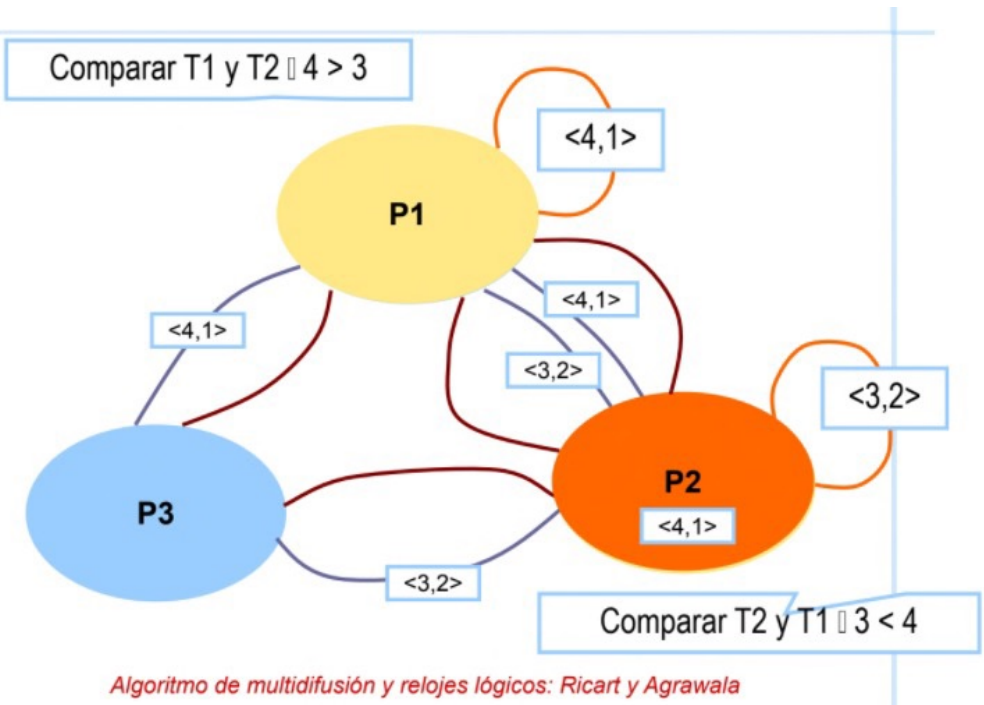 Comparar T1 y T2 ▯ 4 > 3
<4,1>
P1
<4,1>
<4,1>
<3,2>
<3,2>
P2
<4,1>
P3
<3,2>
Comparar T2 y T1 ▯ 3 < 4
Algoritmo de multidifusión y relojes lógicos: Ricart y Agrawala